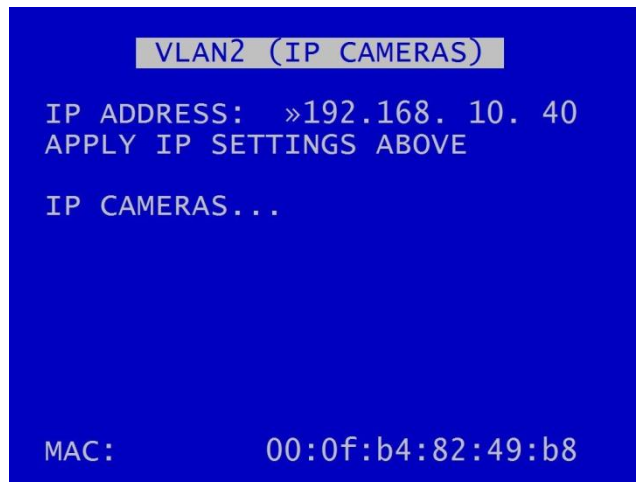 VLAN2 (IP CAMERAS)
IP ADDRESS: »192.168. 10. 40
APPLY IP SETTINGS ABOVE
IP CAMERAS...
MAC: 00:0f:b4:82:49:b8